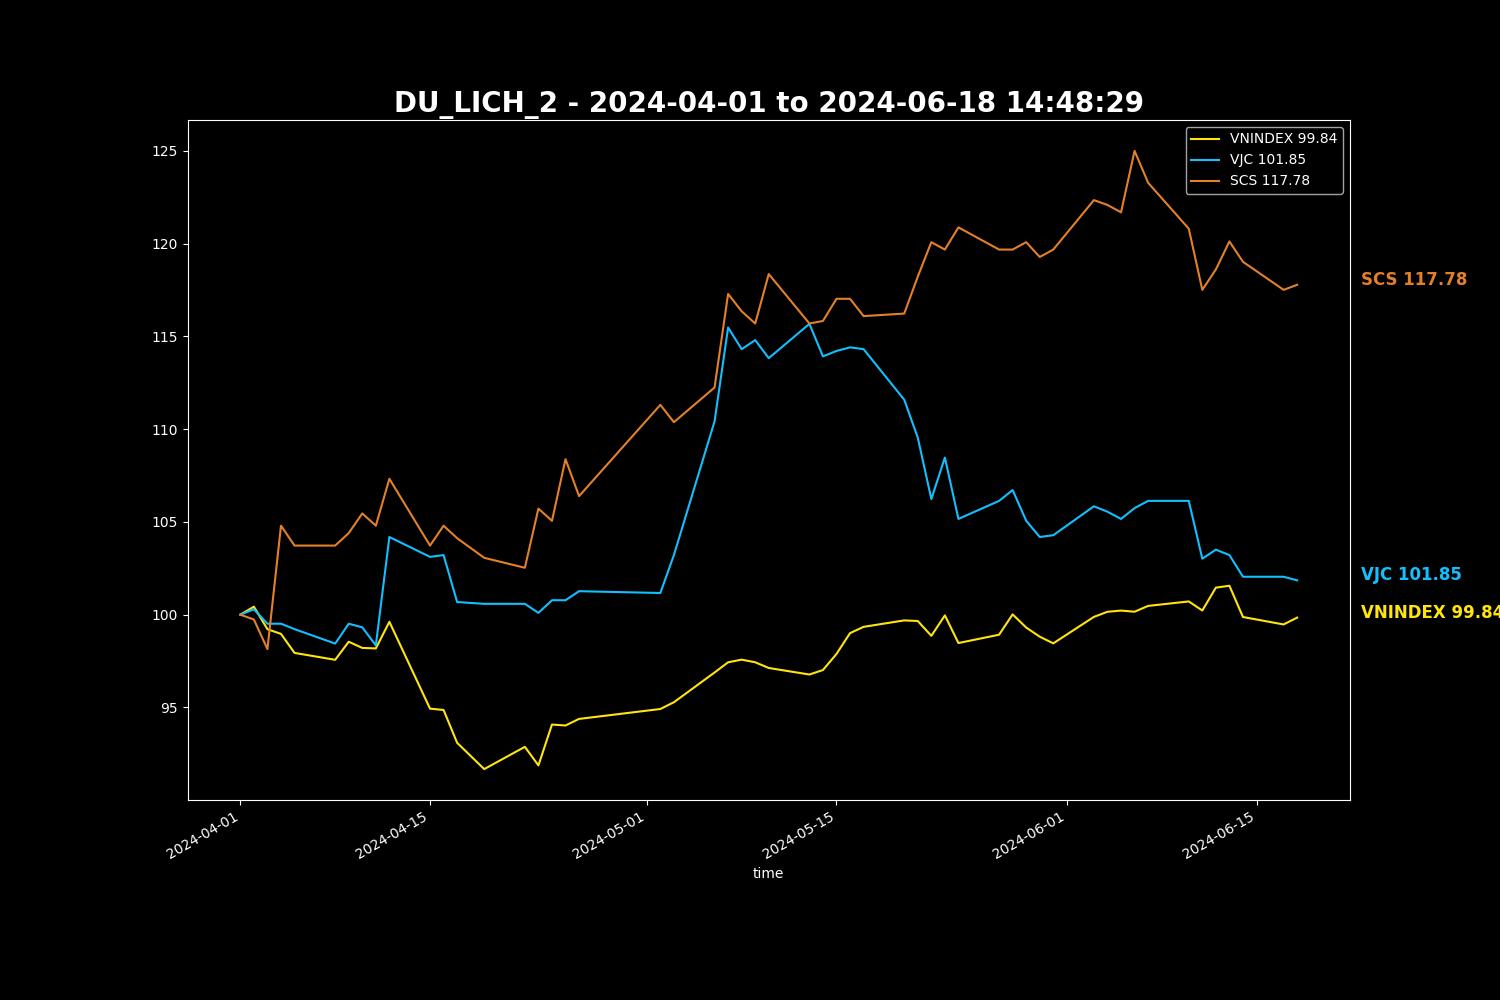 DU_LICH_2 - 2024-04-01 to 2024-06-18 14:48:29
VNINDEX 99.84
VJC 101.85
SCS 117.78
125
120
115
110
105
100
95
SCS 117.78
VJC 101.85
VNINDEX 99.84
2024-04-01
2024-04-15
2024-05-01
2024-05-15
2024-06-01
2024-06-15
time